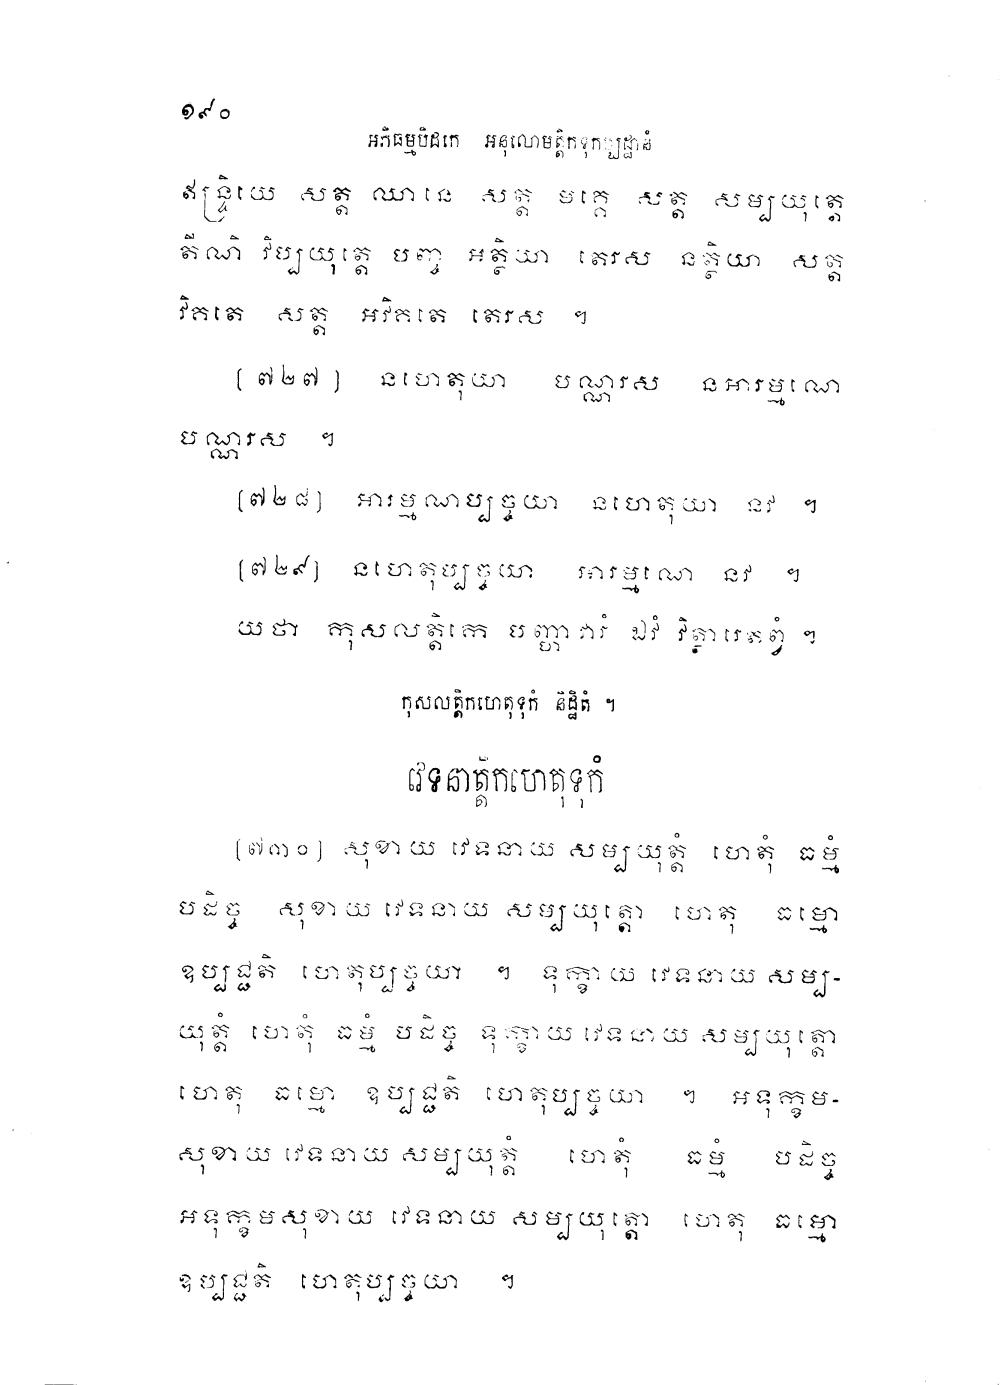 ១៩០
អភិធម្មបិដកេ អនុលោមត្តិកទុកប្បដ្ឋានំ
ឥន្ទ្រិយេ សត្ត ឈានេ សត្ត មគ្គេ សត្ត សម្បយុត្តេ
តីណិ វិប្បយុត្តេ បញ្ច អត្ថិយា តេរស នត្ថិយា សត្ត
វិគតេ សត្ត អវិគតេ តេរស ។
[៧២៧] នហេតុយា បណ្ណរស នអារម្មណេ
បណ្ណរស ។
[៧២៨] អារម្មណប្បច្ចយា នហេតុយា នវ ។
[៧២៩] នហេតុប្បច្ចយា អារម្មណេ នវ ។
យថា កុសលត្តិកេ បញ្ហាវារំ ឯវំ វិត្ថារេតព្វំ ។
កុសលត្តិកហេតុទុកំ និដ្ឋិតំ ។
វេទនាត្តិកហេតុទុកំ
[៧៣០] សុខាយ វេទនាយ សម្បយុត្តំ ហេតុំ ធម្មំ
បដិច្ច សុខាយ វេទនាយ សម្បយុត្តោ ហេតុ ធម្មោ
ឧប្បជ្ជតិ ហេតុប្បច្ចយា ។ ទុក្ខាយ វេទនាយ សម្ប-
យុត្តំ ហេតុំ ធម្មំ បដិច្ច ទុក្ខាយ វេទនាយ សម្បយុត្តោ
ហេតុ ធម្មោ ឧប្បជ្ជតិ ហេតុប្បច្ចយា ។ អទុក្ខម-
សុខាយ វេទនាយ សម្បយុត្តំ ហេតុំ ធម្មំ បដិច្ច
អទុក្ខមសុខាយ វេទនាយ សម្បយុត្តោ ហេតុ ធម្មោ
ឧប្បជ្ជតិ ហេតុប្បច្ចយា ។